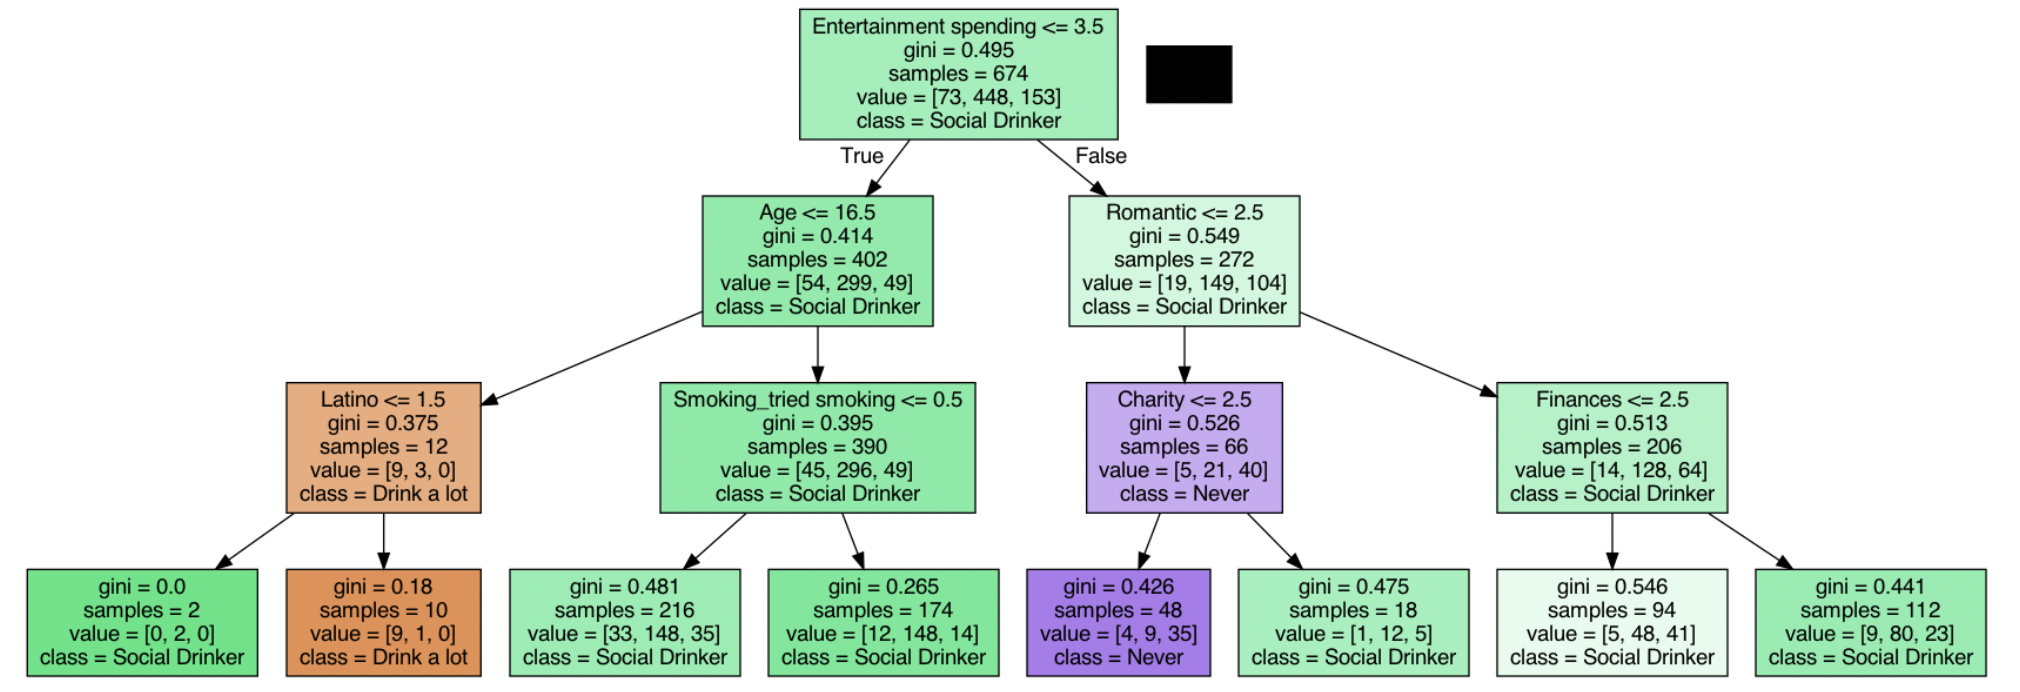 Entertainment spending <= 3.5
gini = 0.495
samples = 674
value = [73, 448, 153]
class = Social Drinker
True
False
Age <= 16.5
gini = 0.414
samples = 402
value = [54, 299, 49]
class = Social Drinker
Romantic <= 2.5
gini = 0.549
samples = 272
value = [19, 149, 104]
class = Social Drinker
Latino <= 1.5
gini = 0.375
samples = 12
value = [9, 3, 0]
class = Drink a lot
Smoking_tried smoking <= 0.5
gini = 0.395
samples = 390
value = [45, 296, 49]
class = Social Drinker
Charity <= 2.5
gini = 0.526
samples = 66
value = [5, 21, 40]
class = Never
Finances <= 2.5
gini = 0.513
samples = 206
value = [14, 128, 64]
class = Social Drinker
gini = 0.0
samples = 2
value = [0, 2, 0]
class = Social Drinker
gini = 0.18
samples = 10
value = [9, 1, 0]
class = Drink a lot
gini = 0.481
samples = 216
value = [33, 148, 35]
class = Social Drinker
gini = 0.265
samples = 174
value = [12, 148, 14]
class = Social Drinker
gini = 0.426
samples = 48
value = [4, 9, 35]
class = Never
gini = 0.475
samples = 18
value = [1, 12, 5]
class = Social Drinker
gini = 0.546
samples = 94
value = [5, 48, 41]
class = Social Drinker
gini = 0.441
samples = 112
value = [9, 80, 23]
class = Social Drinker